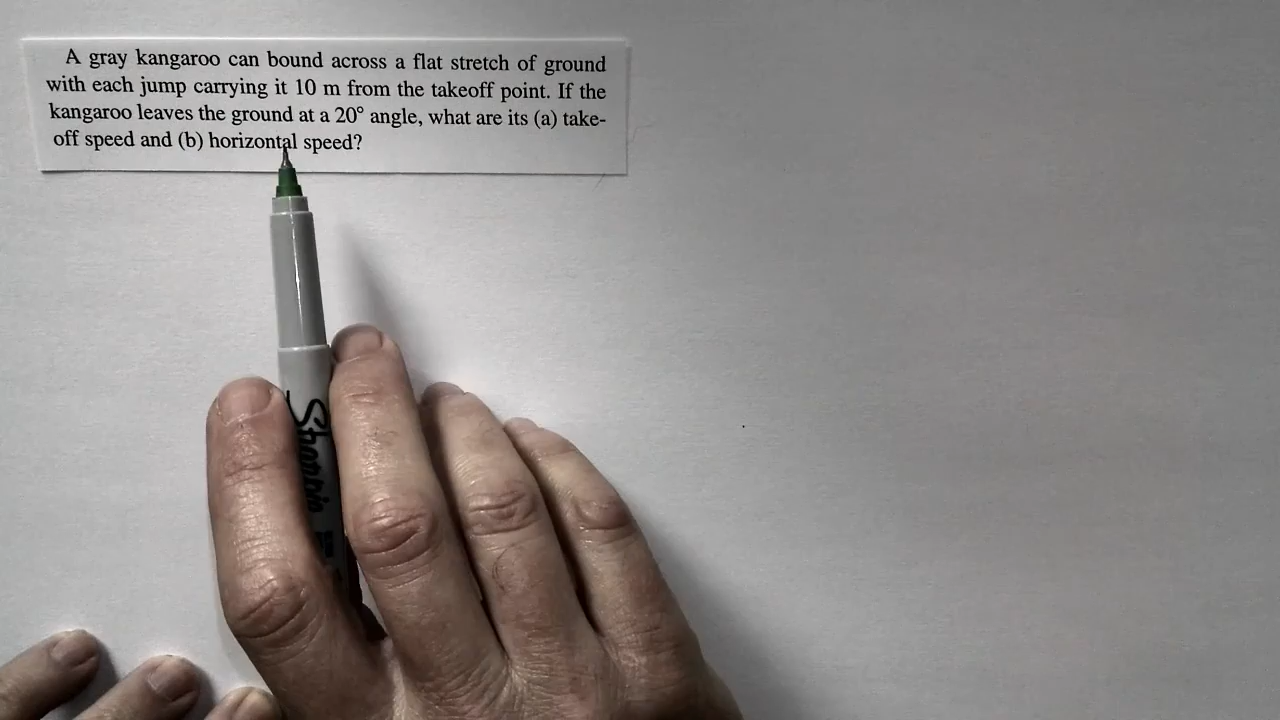 A gray kangaroo can bound across a flat stretch of ground
with each jump carrying it 10 m from the takeoff point. If the
kangaroo leaves the ground at a 20° angle, what are its (a) take-
off speed and (b) horizontal speed?
Sharpie